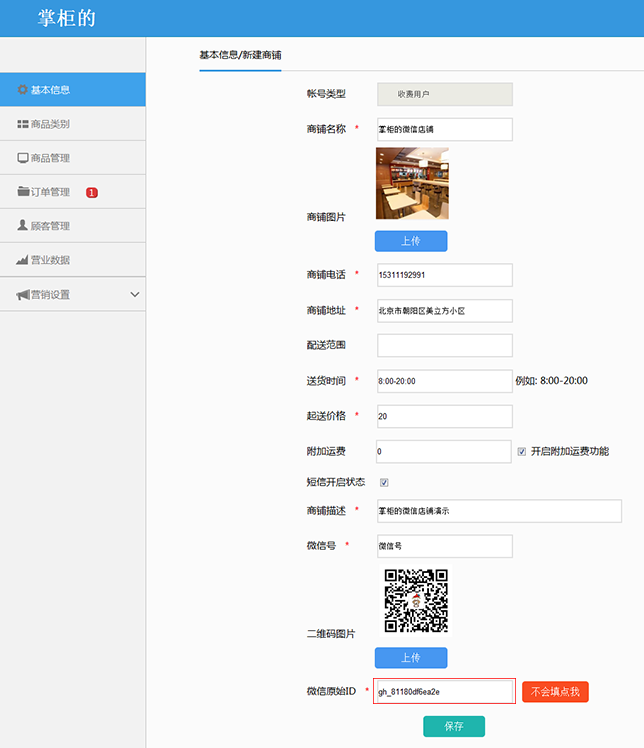 掌柜的
基本信息/新建商铺
基本信息
商品类别
商品管理
订单管理 1
顾客管理
营业数据
营销设置
帐号类型 收费用户
商铺名称 * 掌柜的微信店铺
商铺图片
上传
商铺电话 * 15311192991
商铺地址 * 北京市朝阳区美立方小区
配送范围
送货时间 * 8:00-20:00 例如: 8:00-20:00
起送价格 * 20
附加运费 0 开启附加运费功能
短信开启状态
商铺描述 * 掌柜的微信店铺演示
微信号 * 微信号
二维码图片
上传
微信原始ID * gh_81180df6ea2e 不会填点我
保存